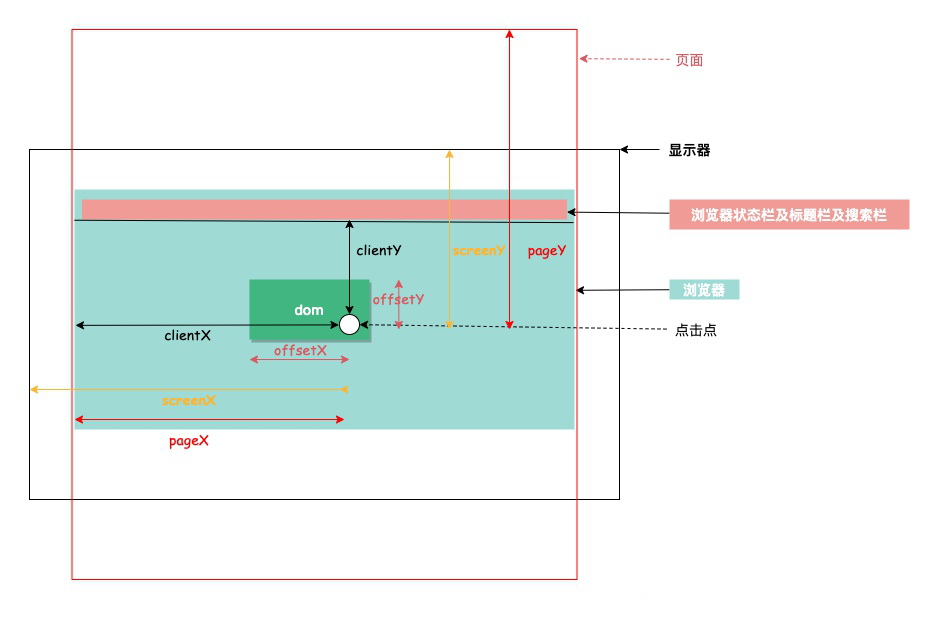 页面
显示器
浏览器状态栏及标题栏及搜索栏
clientY
screenY
pageY
浏览器
offsetY
dom
点击点
clientX
offsetX
screenX
pageX